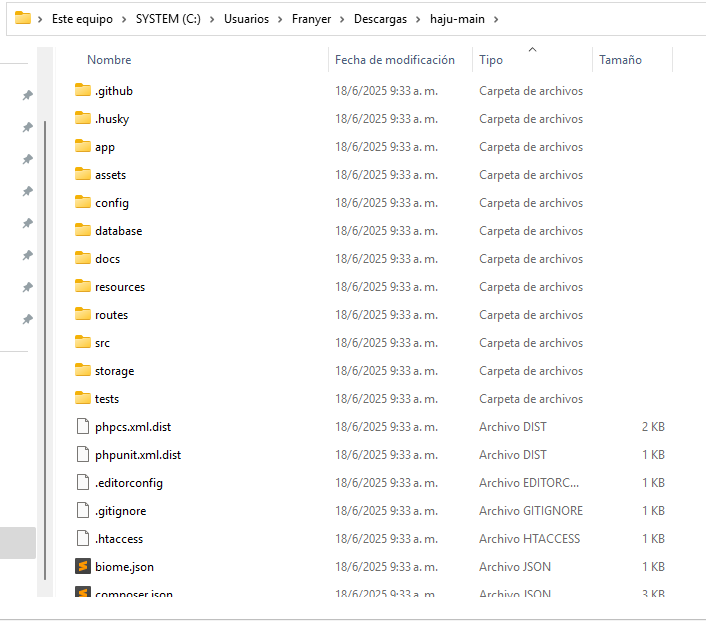 Este equipo > SYSTEM (C:) > Usuarios > Franyer > Descargas > haju-main >
Nombre Fecha de modificación Tipo Tamaño
.github 18/6/2025 9:33 a. m. Carpeta de archivos
.husky 18/6/2025 9:33 a. m. Carpeta de archivos
app 18/6/2025 9:33 a. m. Carpeta de archivos
assets 18/6/2025 9:33 a. m. Carpeta de archivos
config 18/6/2025 9:33 a. m. Carpeta de archivos
database 18/6/2025 9:33 a. m. Carpeta de archivos
docs 18/6/2025 9:33 a. m. Carpeta de archivos
resources 18/6/2025 9:33 a. m. Carpeta de archivos
routes 18/6/2025 9:33 a. m. Carpeta de archivos
src 18/6/2025 9:33 a. m. Carpeta de archivos
storage 18/6/2025 9:33 a. m. Carpeta de archivos
tests 18/6/2025 9:33 a. m. Carpeta de archivos
phpcs.xml.dist 18/6/2025 9:33 a. m. Archivo DIST 2 KB
phpunit.xml.dist 18/6/2025 9:33 a. m. Archivo DIST 1 KB
.editorconfig 18/6/2025 9:33 a. m. Archivo EDITORC... 1 KB
.gitignore 18/6/2025 9:33 a. m. Archivo GITIGNORE 1 KB
.htaccess 18/6/2025 9:33 a. m. Archivo HTACCESS 1 KB
biome.json 18/6/2025 9:33 a. m. Archivo JSON 1 KB
composer.json 18/6/2025 9:33 a. m. Archivo JSON 3 KB